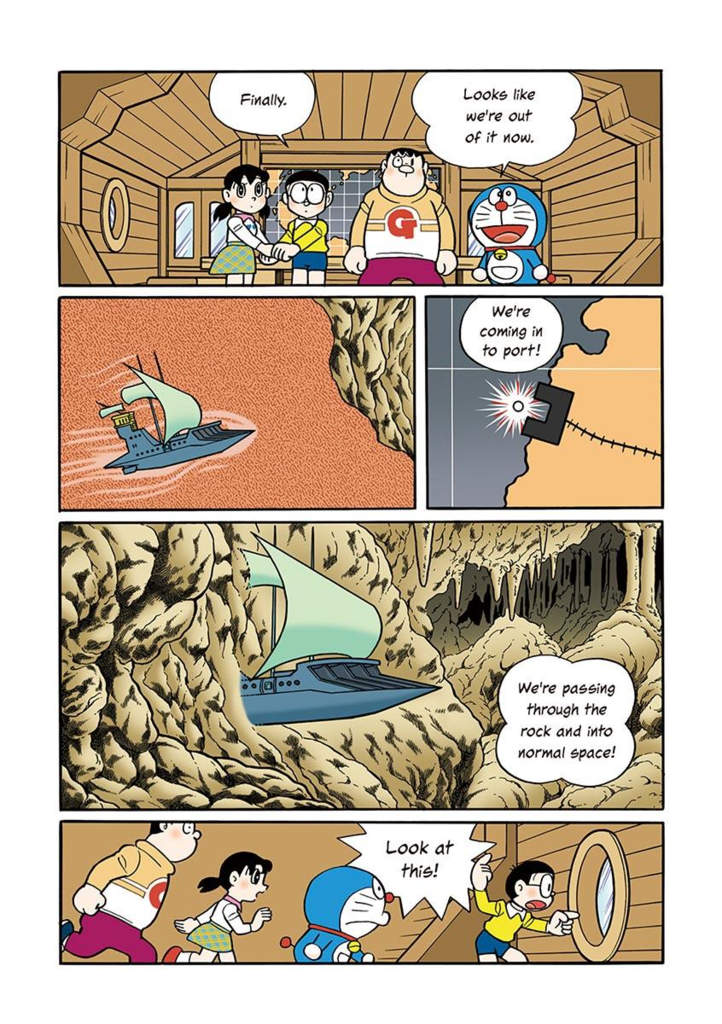 Finally.
Looks like
we're out
of it now.
G
We're
coming in
to port!
We're passing
through the
rock and into
normal space!
Look at
this!